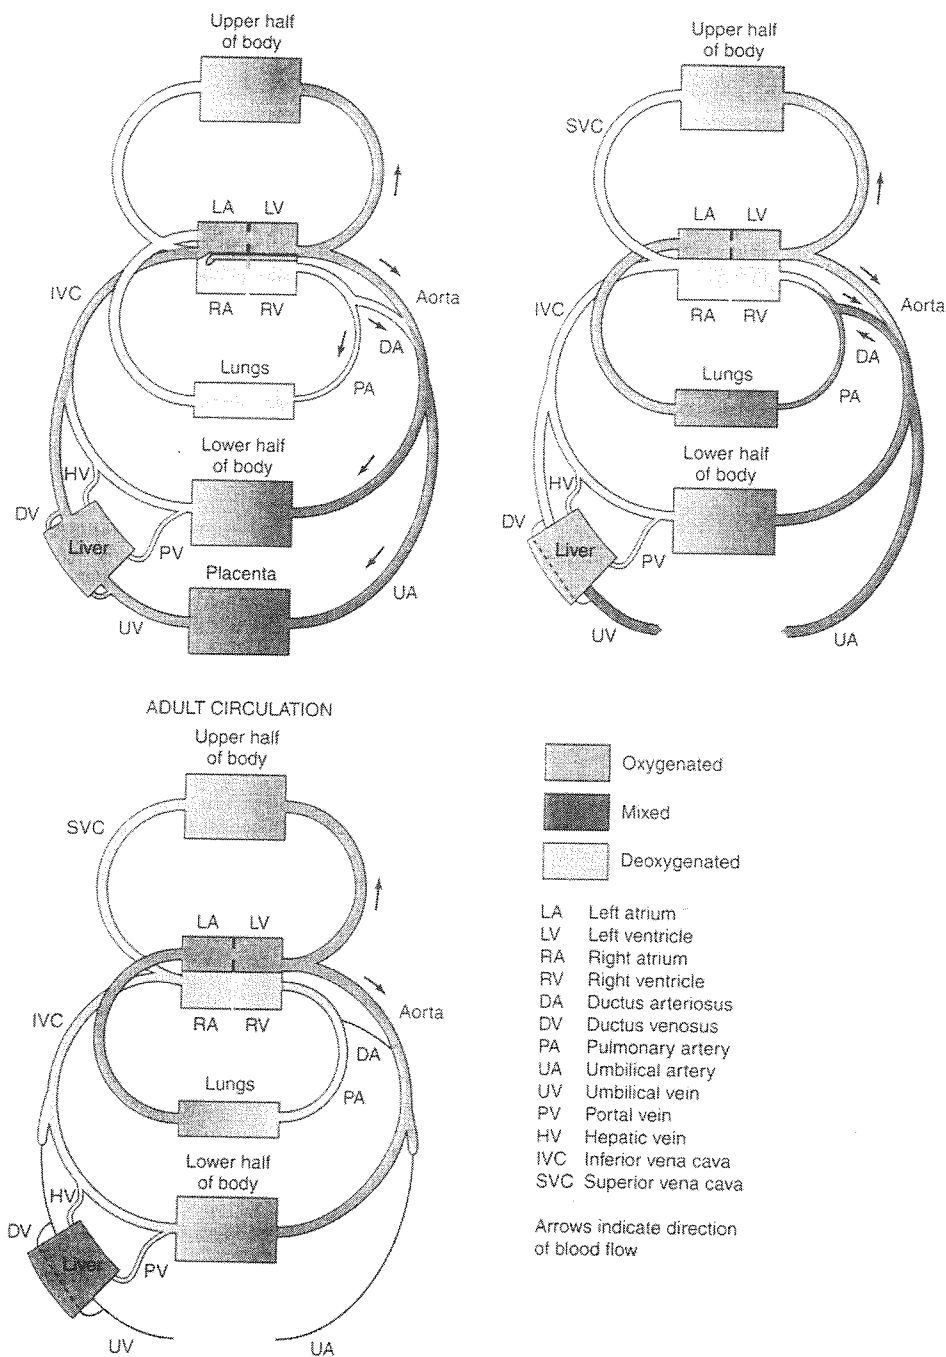 Upper half
of body
LA LV
IVC
RA RV
Aorta
DA
Lungs
PA
Lower half
of body
HV
DV
Liver
PV
Placenta
UA
UV
Upper half
of body
SVC
LA LV
IVC
RA RV
Aorta
DA
Lungs
PA
Lower half
of body
HV
DV
Liver
PV
UV
UA
ADULT CIRCULATION
Upper half
of body
SVC
LA LV
IVC
RA RV
Aorta
DA
Lungs
PA
Lower half
of body
HV
DV
Liver
PV
UV
UA
Oxygenated
Mixed
Deoxygenated
LA Left atrium
LV Left ventricle
RA Right atrium
RV Right ventricle
DA Ductus arteriosus
DV Ductus venosus
PA Pulmonary artery
UA Umbilical artery
UV Umbilical vein
PV Portal vein
HV Hepatic vein
IVC Inferior vena cava
SVC Superior vena cava
Arrows indicate direction
of blood flow